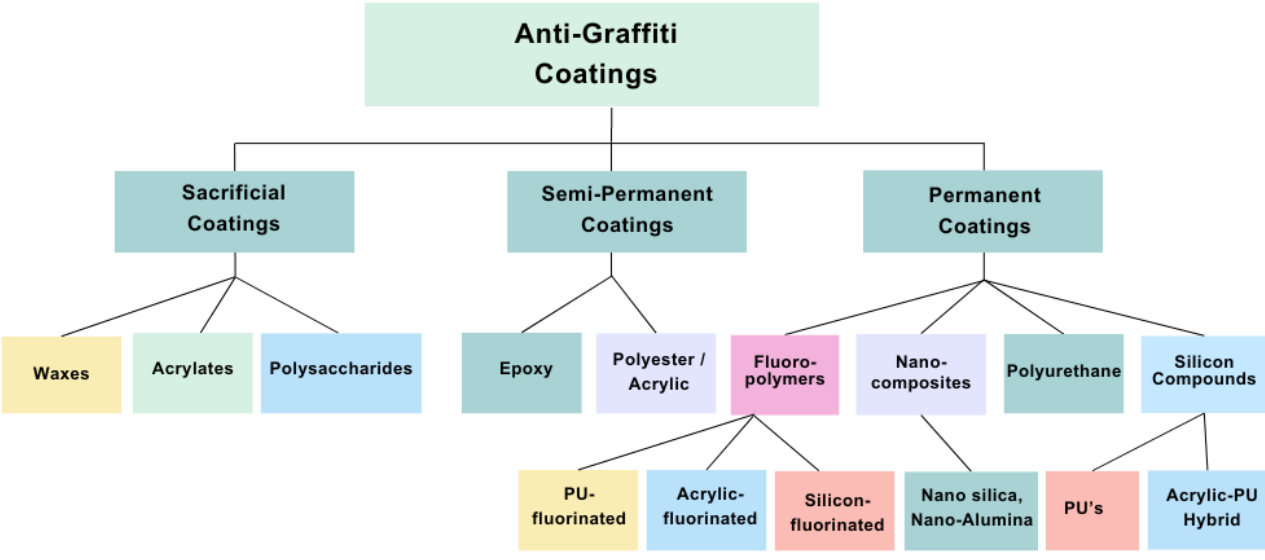 Anti-Graffiti
Coatings
Sacrificial
Coatings
Semi-Permanent
Coatings
Permanent
Coatings
Waxes
Acrylates
Polysaccharides
Epoxy
Polyester /
Acrylic
Fluoro-
polymers
Nano-
composites
Polyurethane
Silicon
Compounds
PU-
fluorinated
Acrylic-
fluorinated
Silicon-
fluorinated
Nano silica,
Nano-Alumina
PU's
Acrylic-PU
Hybrid